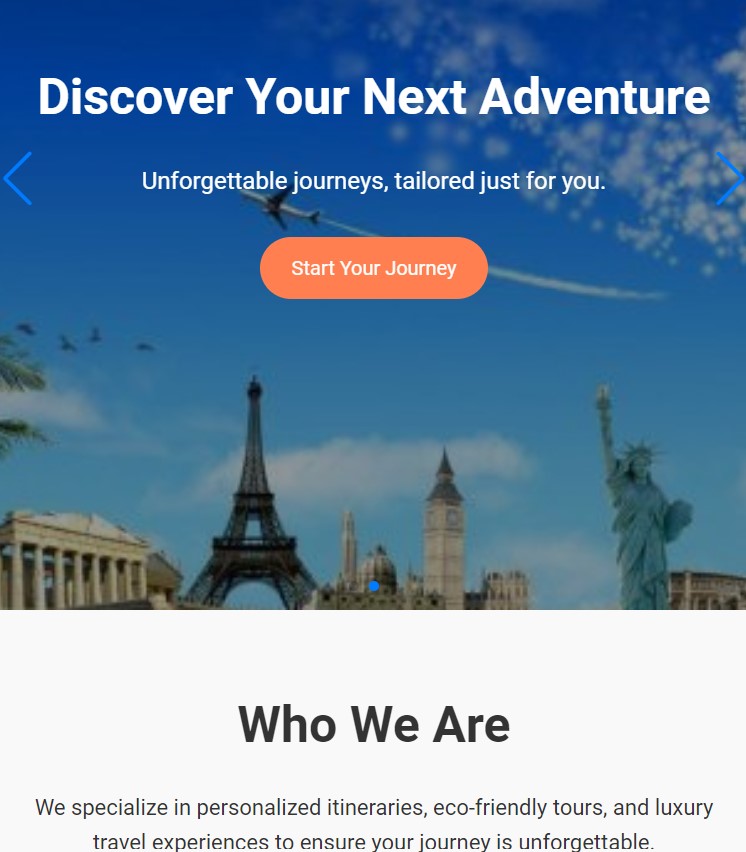 Discover Your Next Adventure
Unforgettable journeys, tailored just for you.
Start Your Journey
Who We Are
We specialize in personalized itineraries, eco-friendly tours, and luxury
travel experiences to ensure your journey is unforgettable.